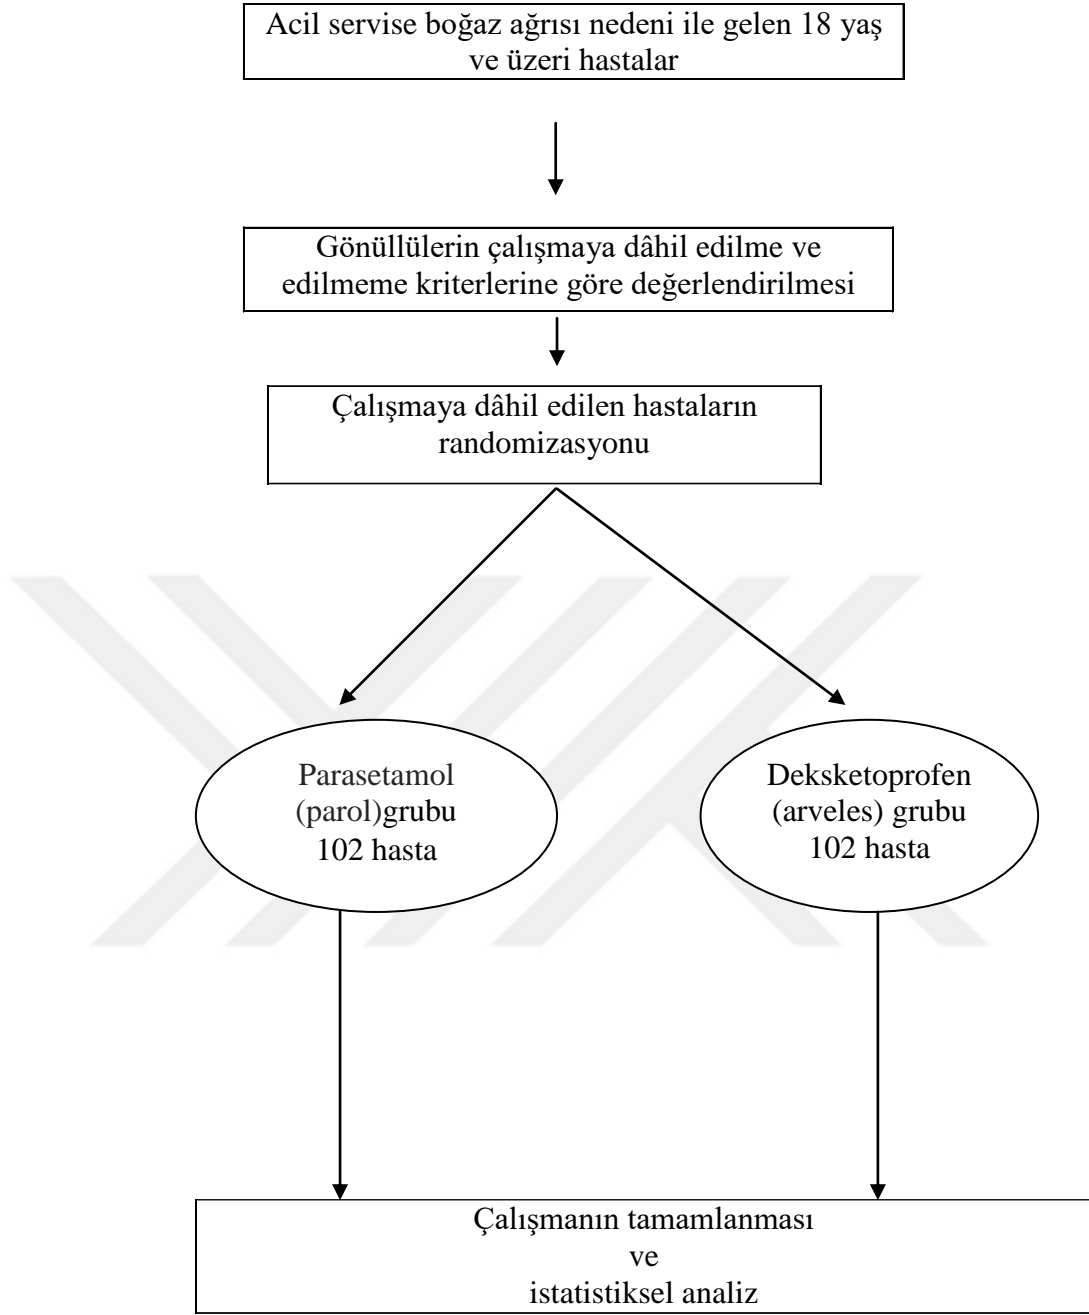 Acil servise boğaz ağrısı nedeni ile gelen 18 yaş
ve üzeri hastalar
Gönüllülerin çalışmaya dâhil edilme ve
edilmeme kriterlerine göre değerlendirilmesi
Çalışmaya dâhil edilen hastaların
randomizasyonu
Parasetamol
(parol)grubu
102 hasta
Deksketoprofen
(arveles) grubu
102 hasta
Çalışmanın tamamlanması
ve
istatistiksel analiz